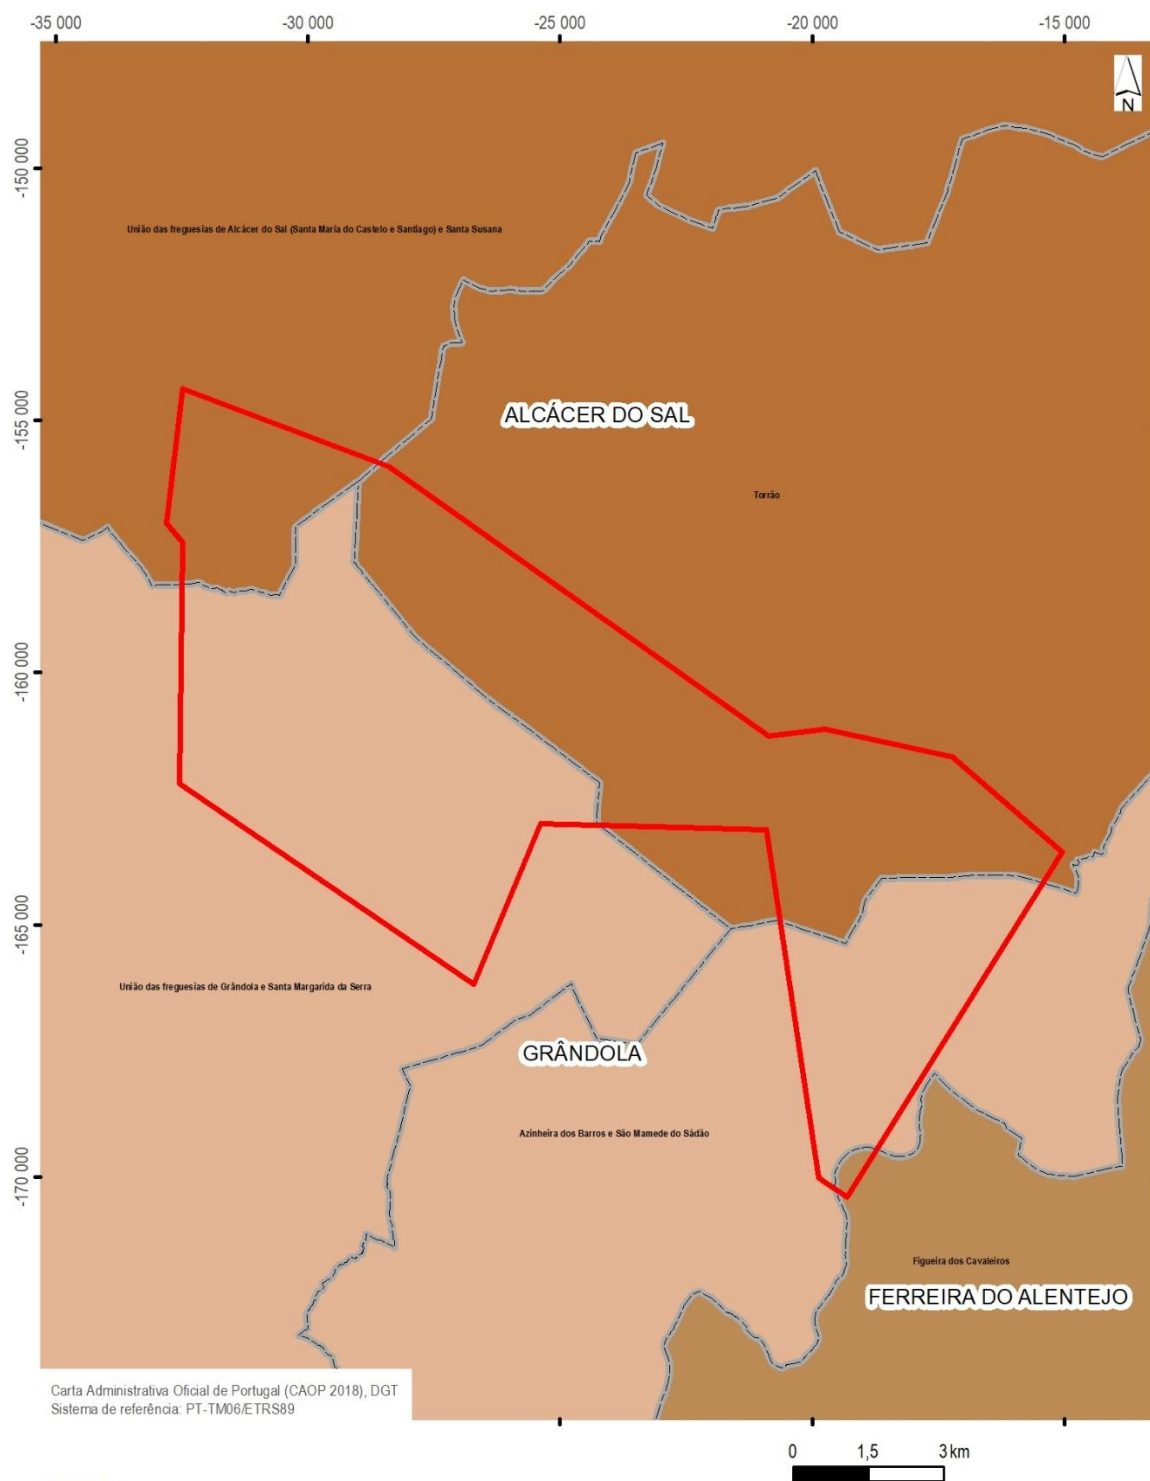 -35 000 -30 000 -25 000 -20 000 -15 000
N
-150 000
União das freguesias de Alcácer do Sal (Santa Maria do Castelo e Santiago) e Santa Susana
-155 000
ALCÁCER DO SAL
Torrão
-160 000
-165 000
União das freguesias de Grândola e Santa Margarida da Serra
GRÂNDOLA
Azinheira dos Barros e São Mamede do Sádão
-170 000
Figueira dos Cavaleiros
FERREIRA DO ALENTEJO
Carta Administrativa Oficial de Portugal (CAOP 2018), DGT
Sistema de referência: PT-TM06/ETRS89
0 1,5 3 km